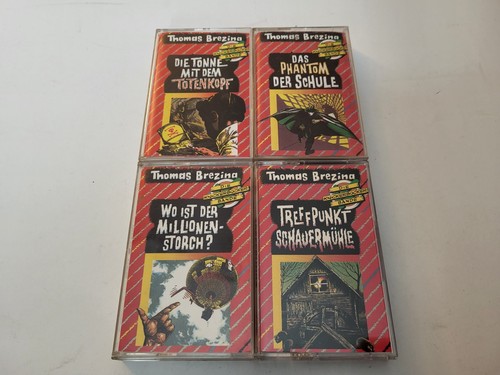 Thomas Brezina
DIE TONNE
MIT DEM
TOTENKOPF
Thomas Brezina
DAS
PHANTOM
DER SCHULE
Thomas Brezina
WO IST DER
MILLIONEN-
STORCH?
Thomas Brezina
TREFFPUNKT
SCHAUERMÜHLE